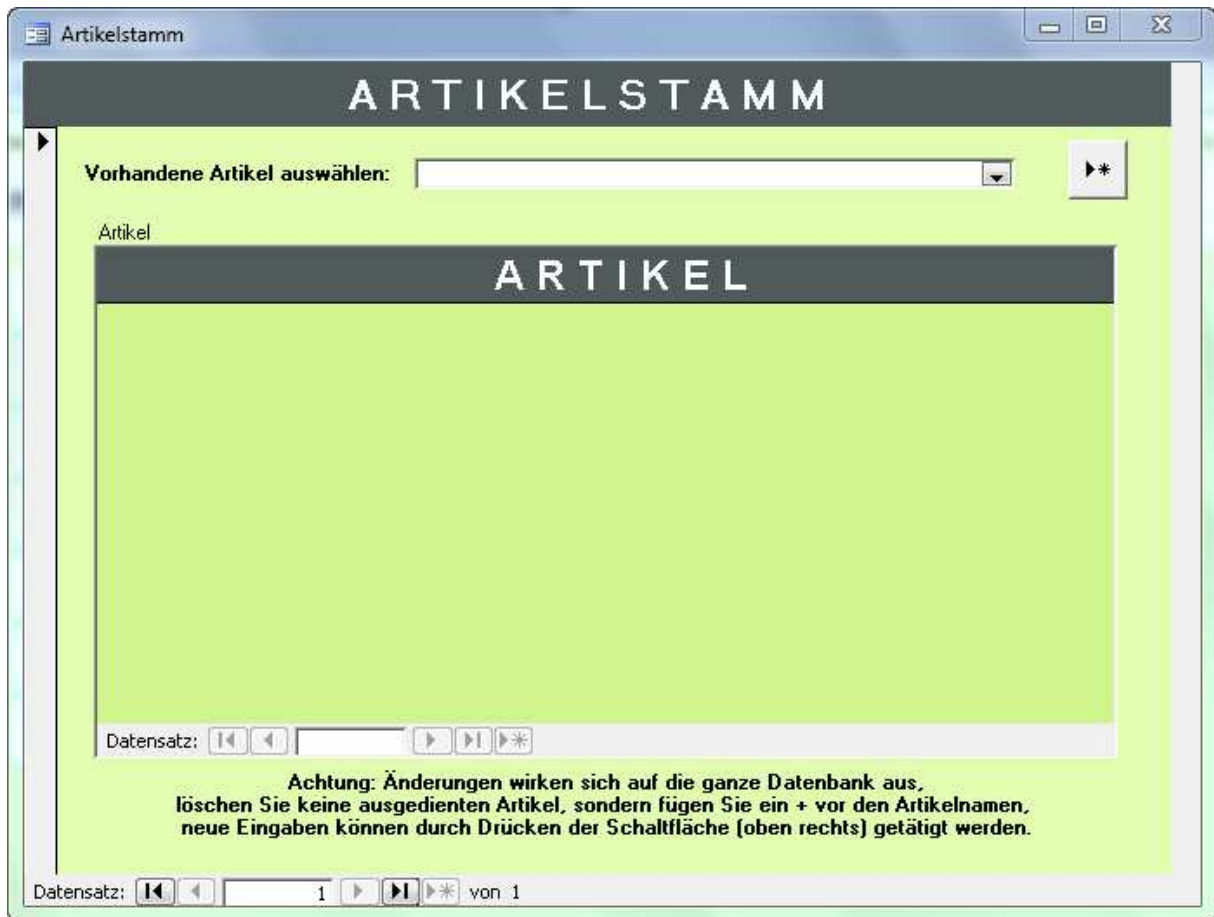 Artikelstamm
ARTIKELSTAMM
Vorhandene Artikel auswählen:
Artikel
ARTIKEL
Datensatz:
Achtung: Änderungen wirken sich auf die ganze Datenbank aus,
löschen Sie keine ausgedienten Artikel, sondern fügen Sie ein + vor den Artikelnamen,
neue Eingaben können durch Drücken der Schaltfläche (oben rechts) getätigt werden.
Datensatz: 1 von 1